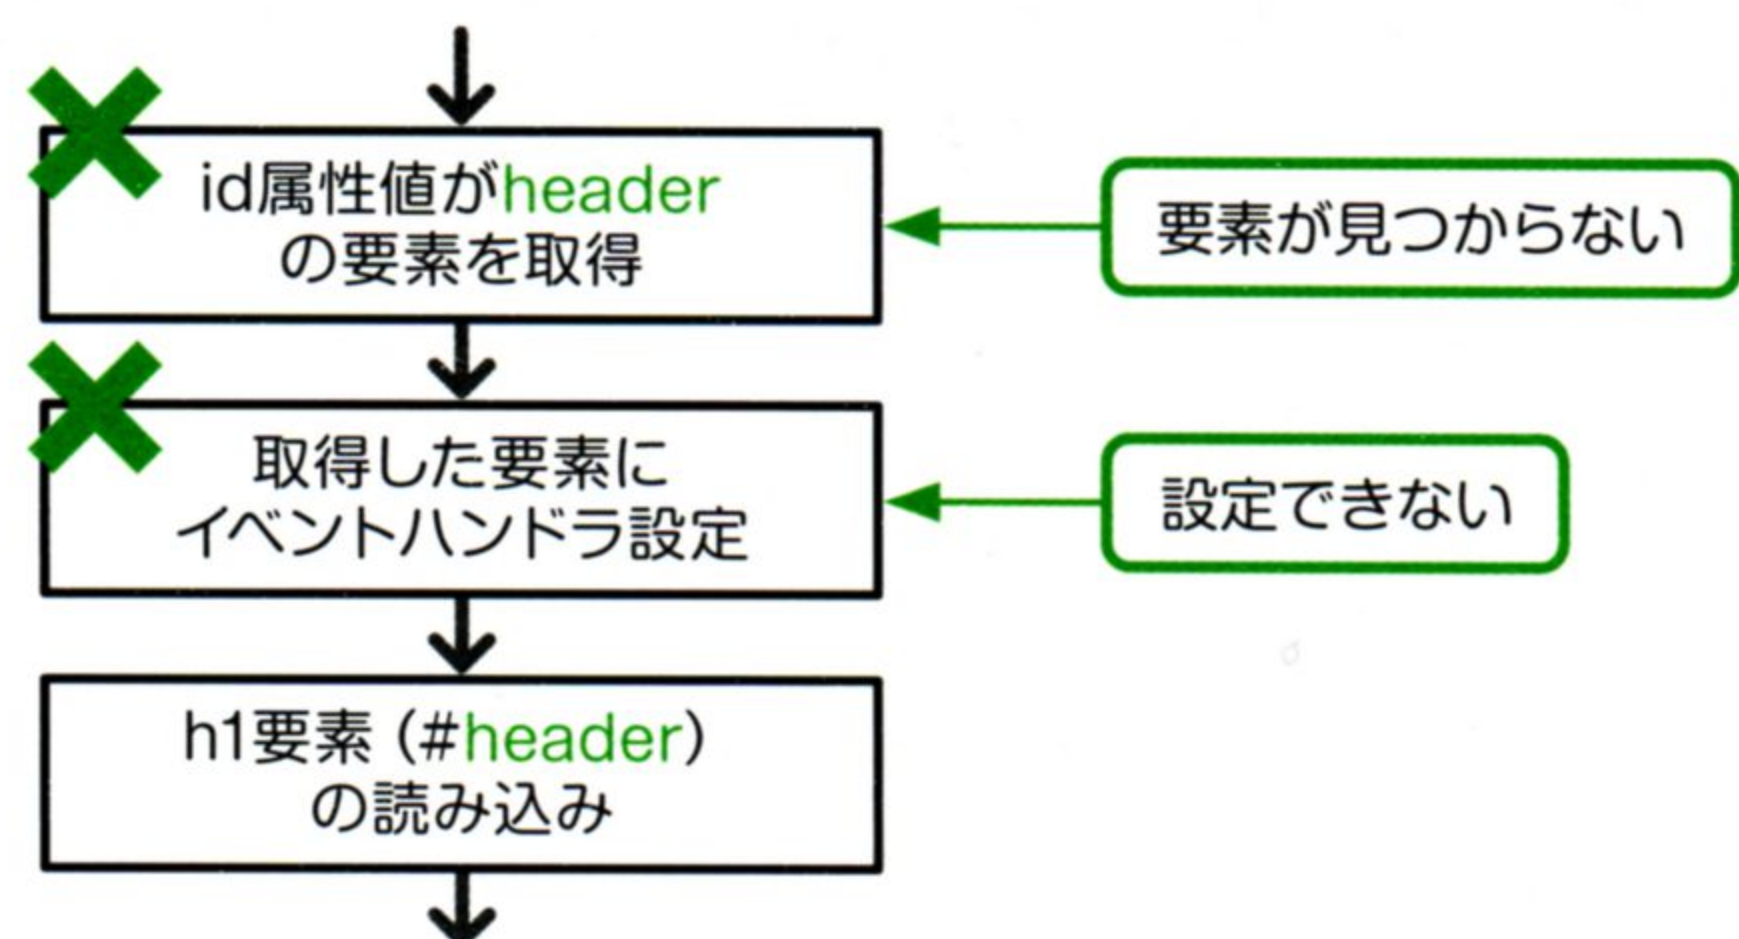 id属性値がheader
の要素を取得
要素が見つからない
取得した要素に
イベントハンドラ設定
設定できない
h1要素 (#header)
の読み込み